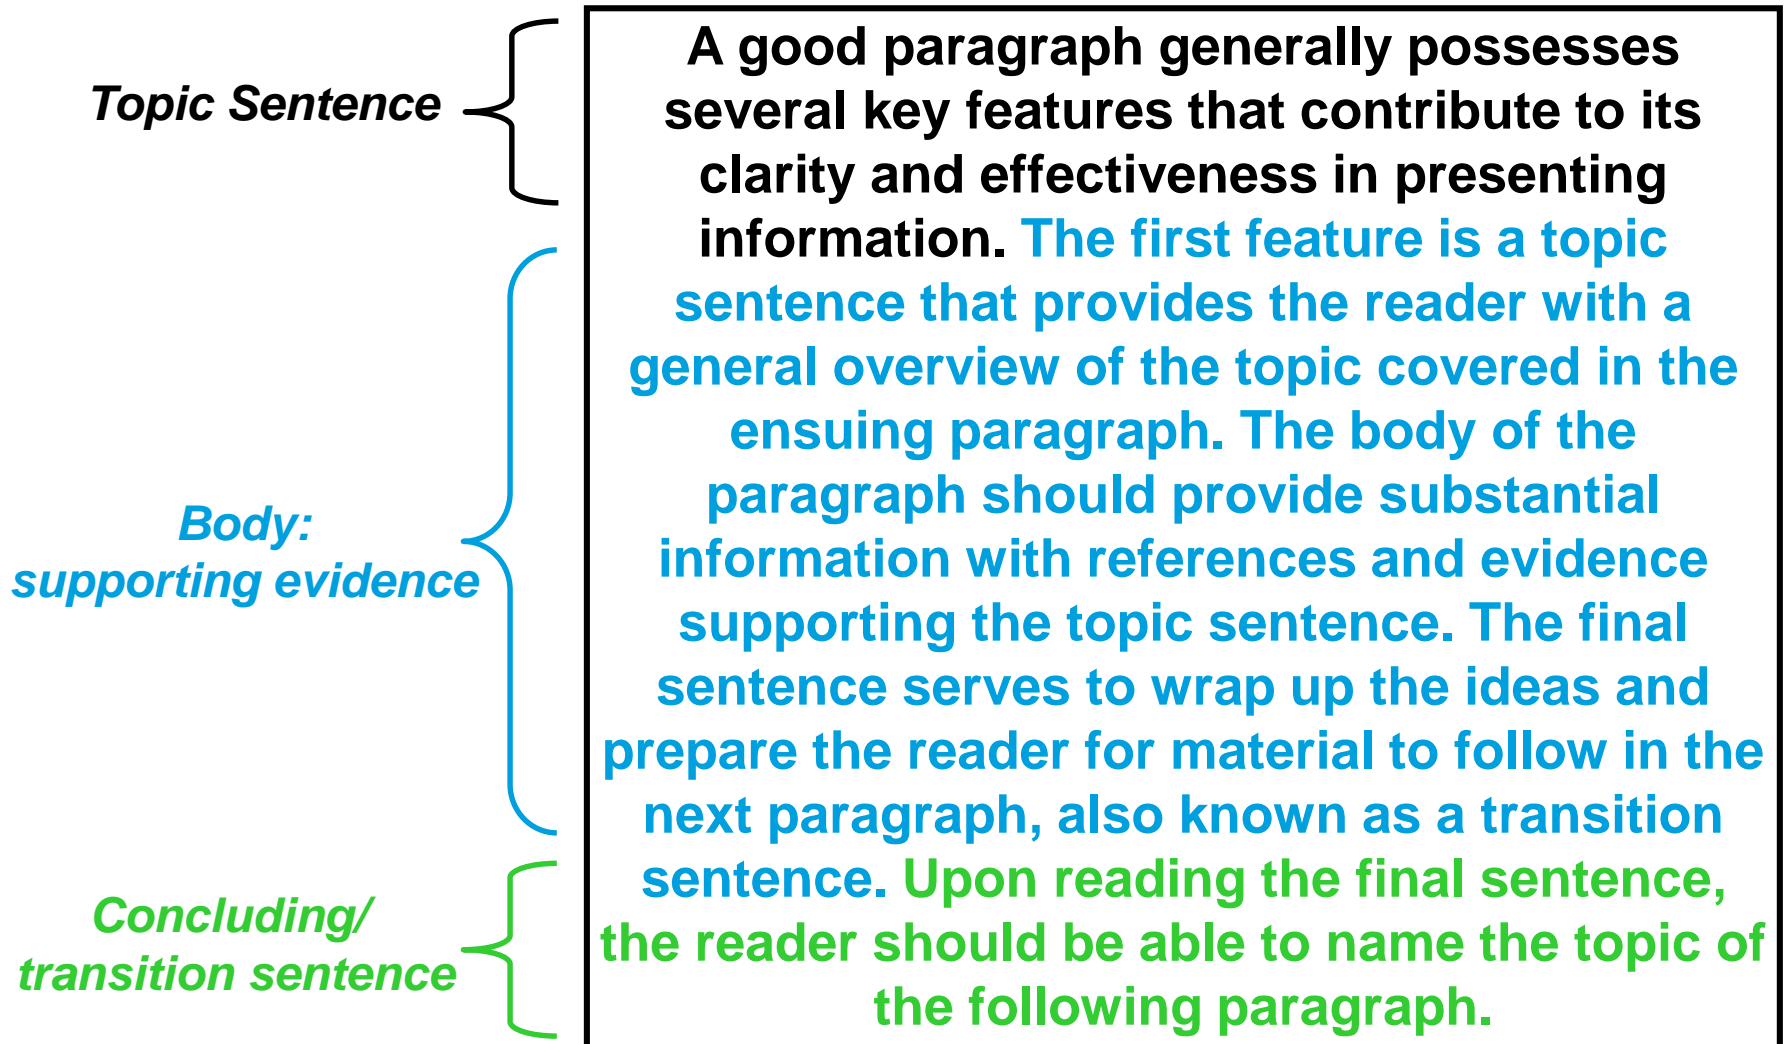 Topic Sentence
Body:
supporting evidence
Concluding/
transition sentence
A good paragraph generally possesses
several key features that contribute to its
clarity and effectiveness in presenting
information. The first feature is a topic
sentence that provides the reader with a
general overview of the topic covered in the
ensuing paragraph. The body of the
paragraph should provide substantial
information with references and evidence
supporting the topic sentence. The final
sentence serves to wrap up the ideas and
prepare the reader for material to follow in the
next paragraph, also known as a transition
sentence. Upon reading the final sentence,
the reader should be able to name the topic of
the following paragraph.